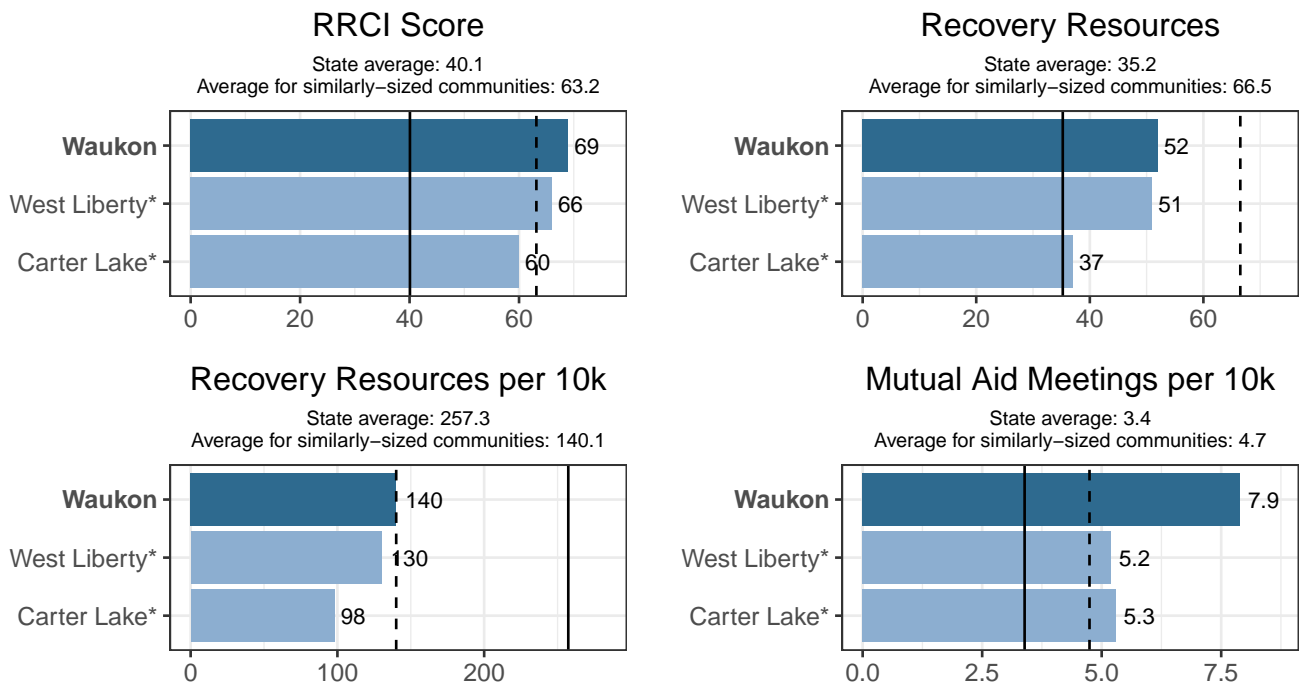 RRCI Score
State average: 40.1
Average for similarly−sized communities: 63.2
Waukon
69
West Liberty*
66
Carter Lake*
60
0 20 40 60
Recovery Resources
State average: 35.2
Average for similarly−sized communities: 66.5
Waukon
52
West Liberty*
51
Carter Lake*
37
0 20 40 60
Recovery Resources per 10k
State average: 257.3
Average for similarly−sized communities: 140.1
Waukon
140
West Liberty*
130
Carter Lake*
98
0 100 200
Mutual Aid Meetings per 10k
State average: 3.4
Average for similarly−sized communities: 4.7
Waukon
7.9
West Liberty*
5.2
Carter Lake*
5.3
0.0 2.5 5.0 7.5